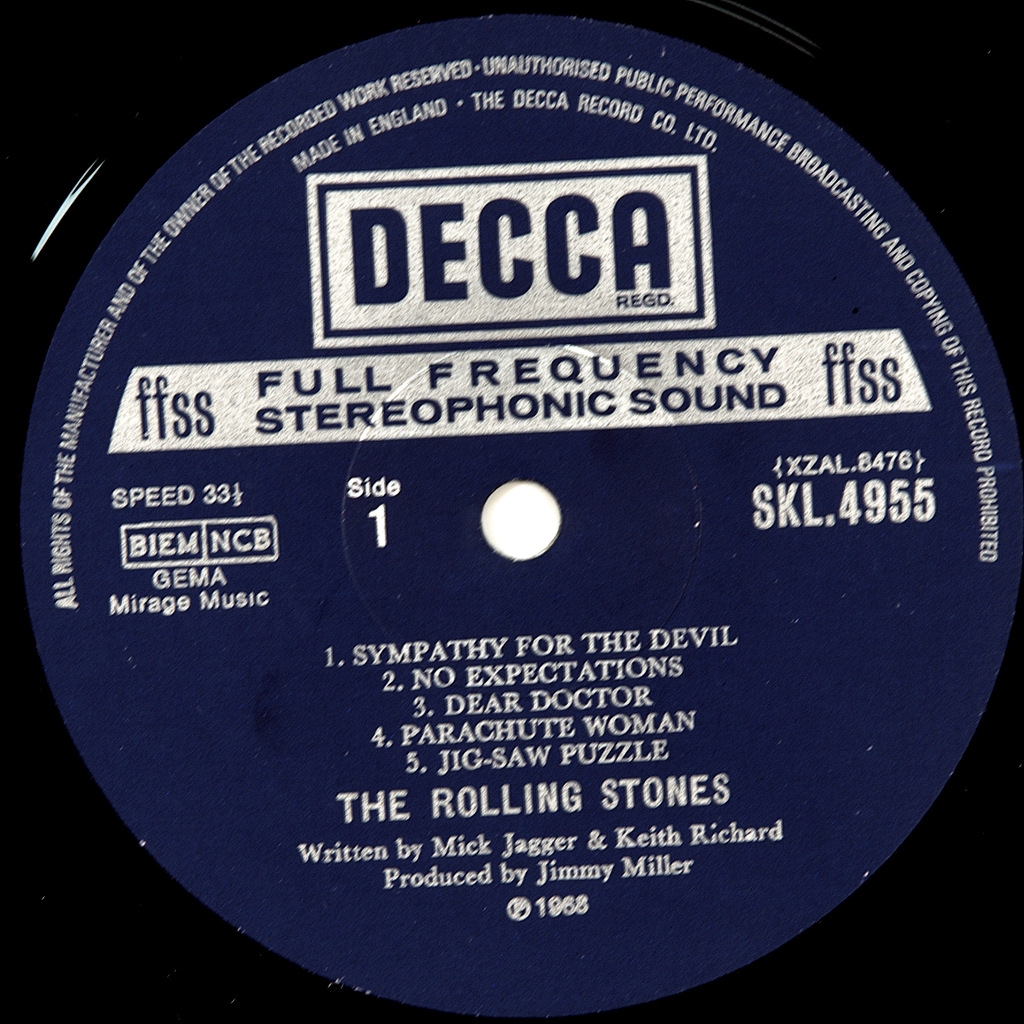 ALL RIGHTS OF THE MANUFACTURER AND OF THE OWNER OF THE RECORDED WORK RESERVED · UNAUTHORISED PUBLIC PERFORMANCE BROADCASTING AND COPYING OF THIS RECORD PROHIBITED
MADE IN ENGLAND · THE DECCA RECORD CO. LTD.
DECCA
REGD.
ffss FULL FREQUENCY ffss
STEREOPHONIC SOUND
{XZAL.8476}
SPEED 33⅓ Side SKL.4955
1
BIEM NCB
GEMA
Mirage Music
1. SYMPATHY FOR THE DEVIL
2. NO EXPECTATIONS
3. DEAR DOCTOR
4. PARACHUTE WOMAN
5. JIG-SAW PUZZLE
THE ROLLING STONES
Written by Mick Jagger & Keith Richard
Produced by Jimmy Miller
℗ 1968